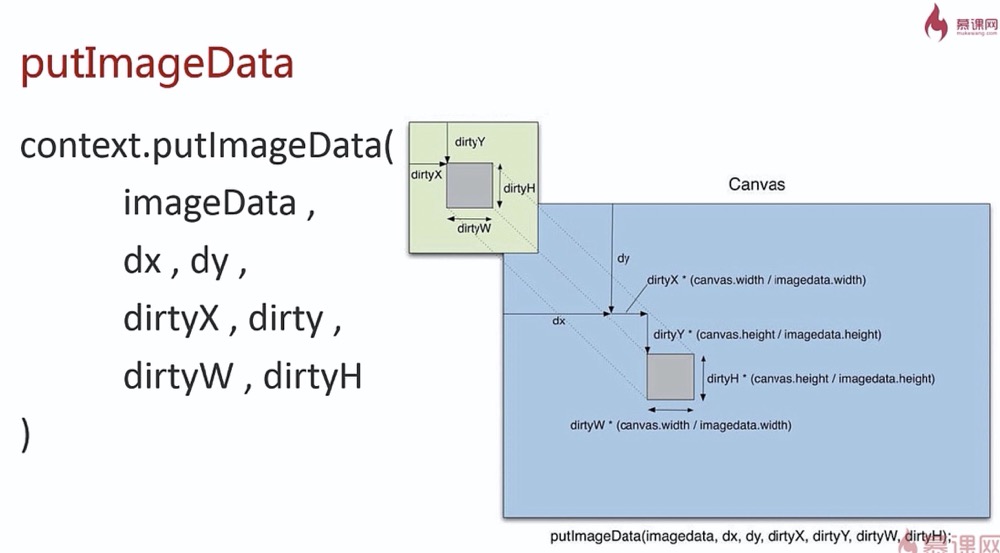 慕课网
mukewang.com
putImageData
context.putImageData(
imageData ,
dx , dy ,
dirtyX , dirty ,
dirtyW , dirtyH
)
dirtyY
dirtyX
dirtyH
dirtyW
Canvas
dy
dirtyX * (canvas.width / imagedata.width)
dx
dirtyY * (canvas.height / imagedata.height)
dirtyH * (canvas.height / imagedata.height)
dirtyW * (canvas.width / imagedata.width)
putImageData(imagedata, dx, dy, dirtyX, dirtyY, dirtyW, dirtyH);
慕课网